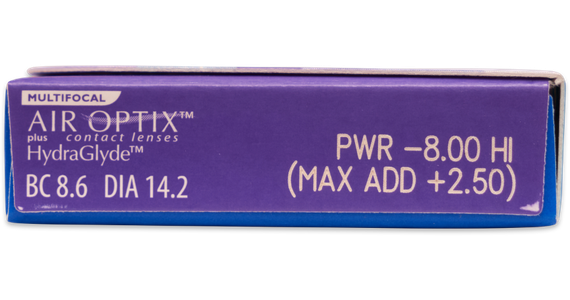 MULTIFOCAL
AIR OPTIX™
plus contact lenses
HydraGlyde™
BC 8.6 DIA 14.2
PWR –8.00 HI
(MAX ADD +2.50)